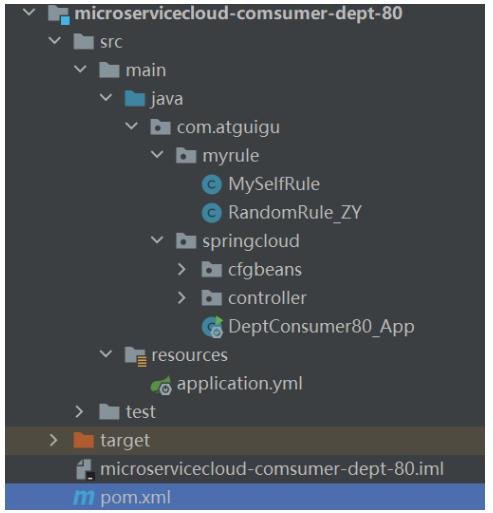 microservicecloud-comsumer-dept-80
src
main
java
com.atguigu
myrule
MySelfRule
RandomRule_ZY
springcloud
cfgbeans
controller
DeptConsumer80_App
resources
application.yml
test
target
microservicecloud-comsumer-dept-80.iml
pom.xml